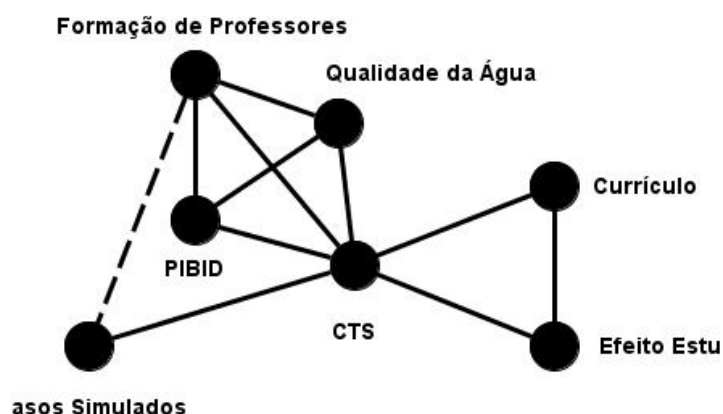 Formação de Professores
Qualidade da Água
Currículo
PIBID
CTS
Efeito Estu
asos Simulados